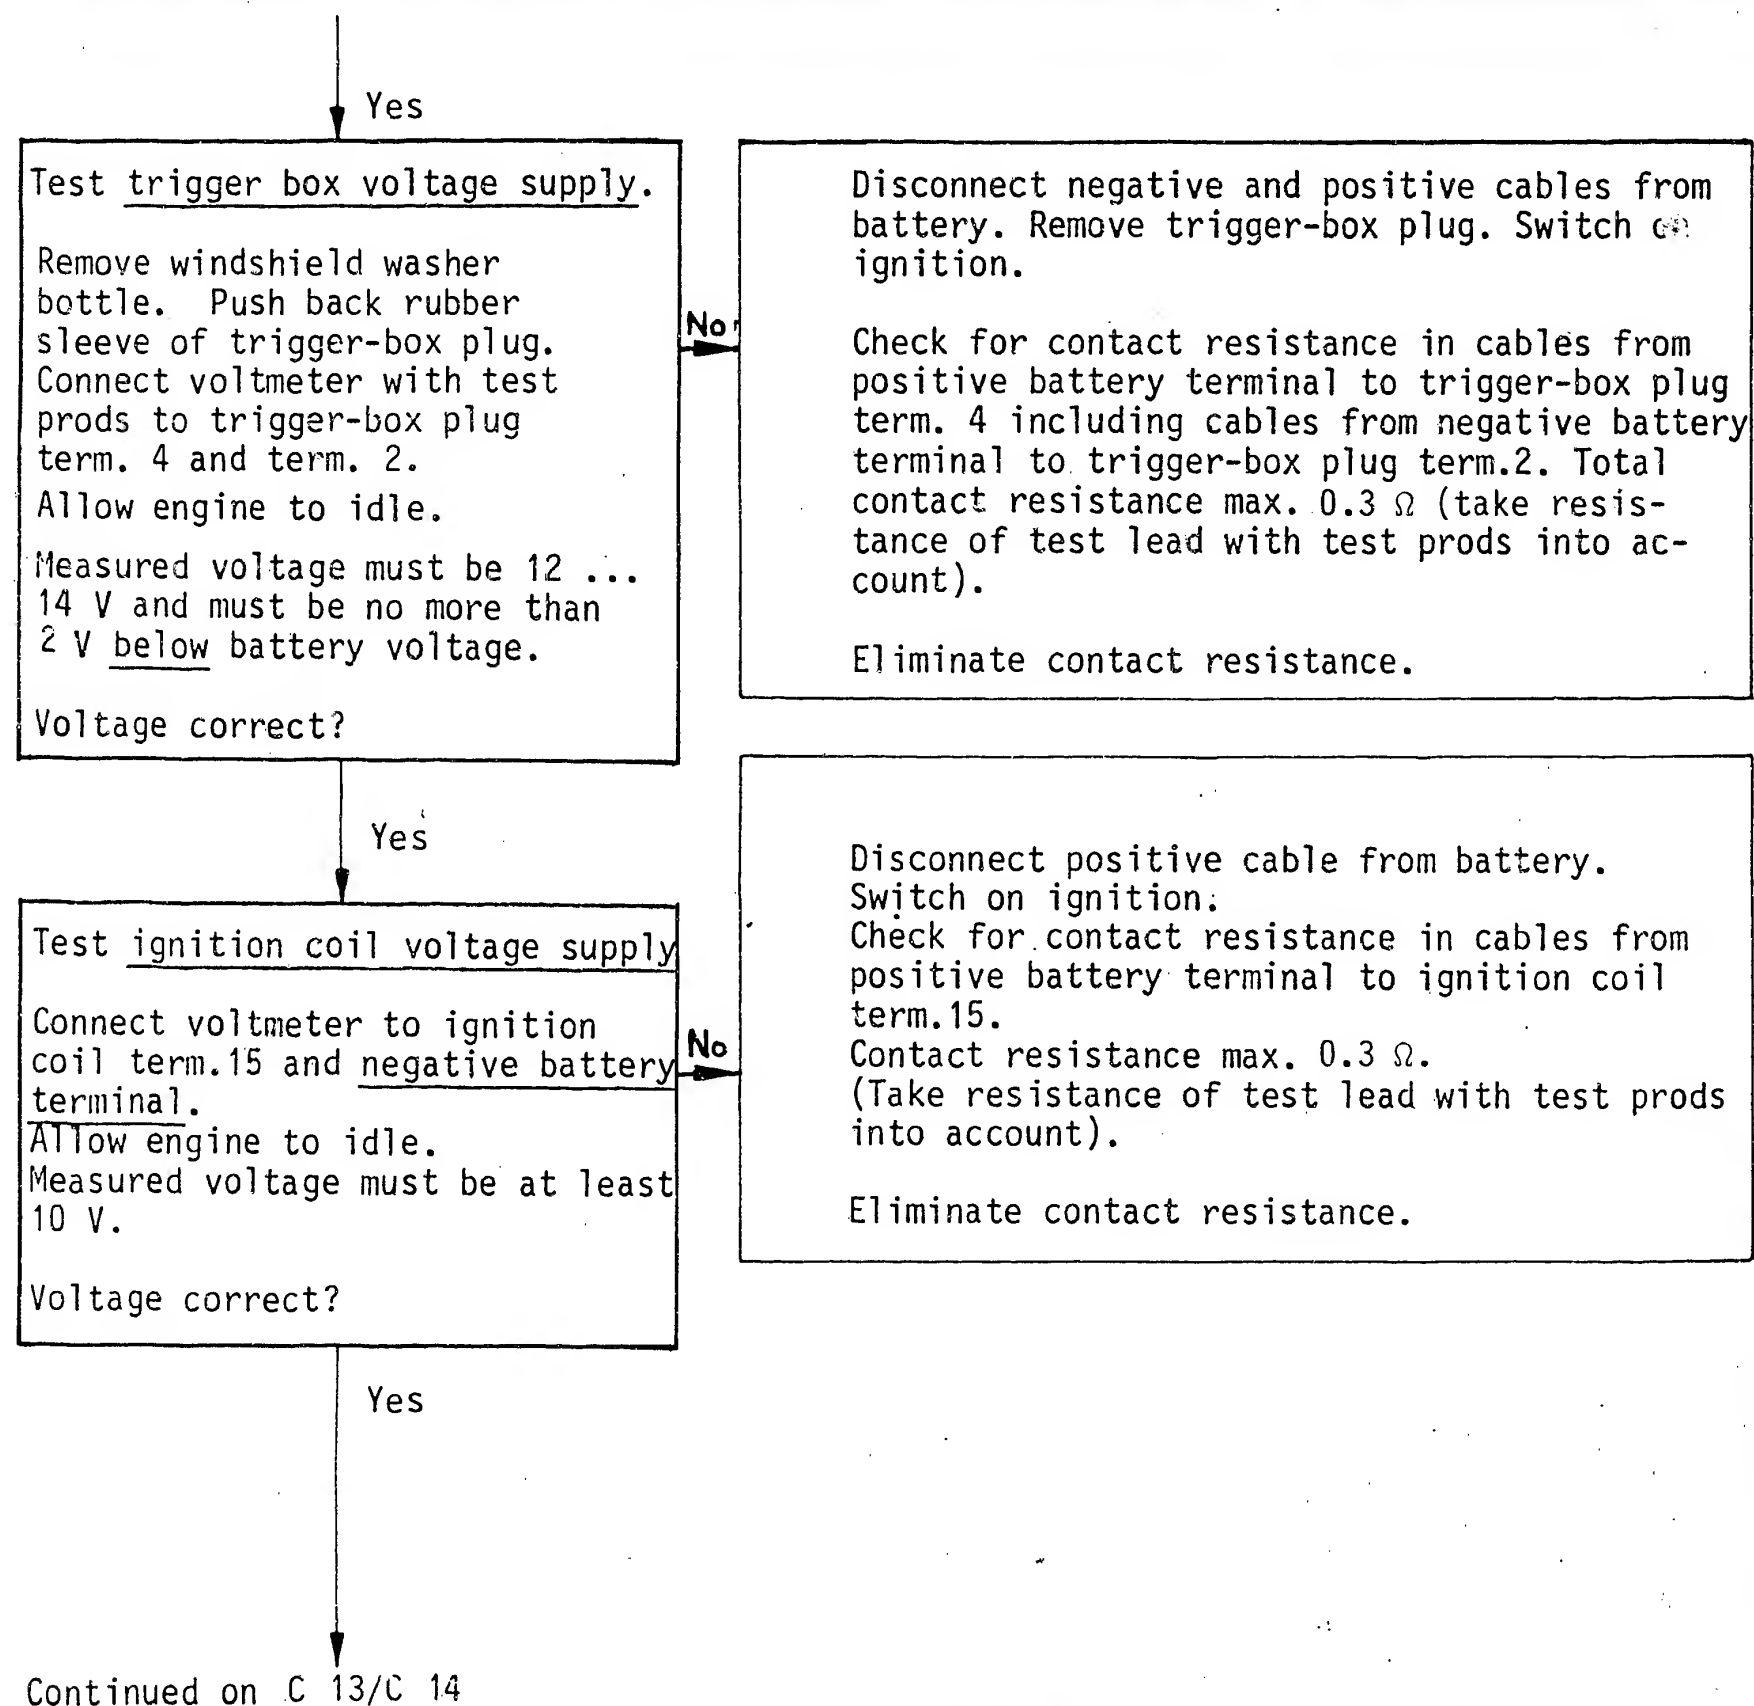 Yes
Test trigger box voltage supply.
Remove windshield washer
bottle. Push back rubber
sleeve of trigger-box plug.
Connect voltmeter with test
prods to trigger-box plug
term. 4 and term. 2.
Allow engine to idle.
Measured voltage must be 12 ...
14 V and must be no more than
2 V below battery voltage.
Voltage correct?
No
Disconnect negative and positive cables from
battery. Remove trigger-box plug. Switch
ignition.
Check for contact resistance in cables from
positive battery terminal to trigger-box plug
term. 4 including cables from negative battery
terminal to trigger-box plug term.2. Total
contact resistance max. 0.3 Ω (take resis-
tance of test lead with test prods into ac-
count).
Eliminate contact resistance.
Yes
Test ignition coil voltage supply
Connect voltmeter to ignition
coil term.15 and negative battery
terminal.
Allow engine to idle.
Measured voltage must be at least
10 V.
Voltage correct?
No
Disconnect positive cable from battery.
Switch on ignition.
Check for contact resistance in cables from
positive battery terminal to ignition coil
term.15.
Contact resistance max. 0.3 Ω.
(Take resistance of test lead with test prods
into account).
Eliminate contact resistance.
Yes
Continued on C 13/C 14